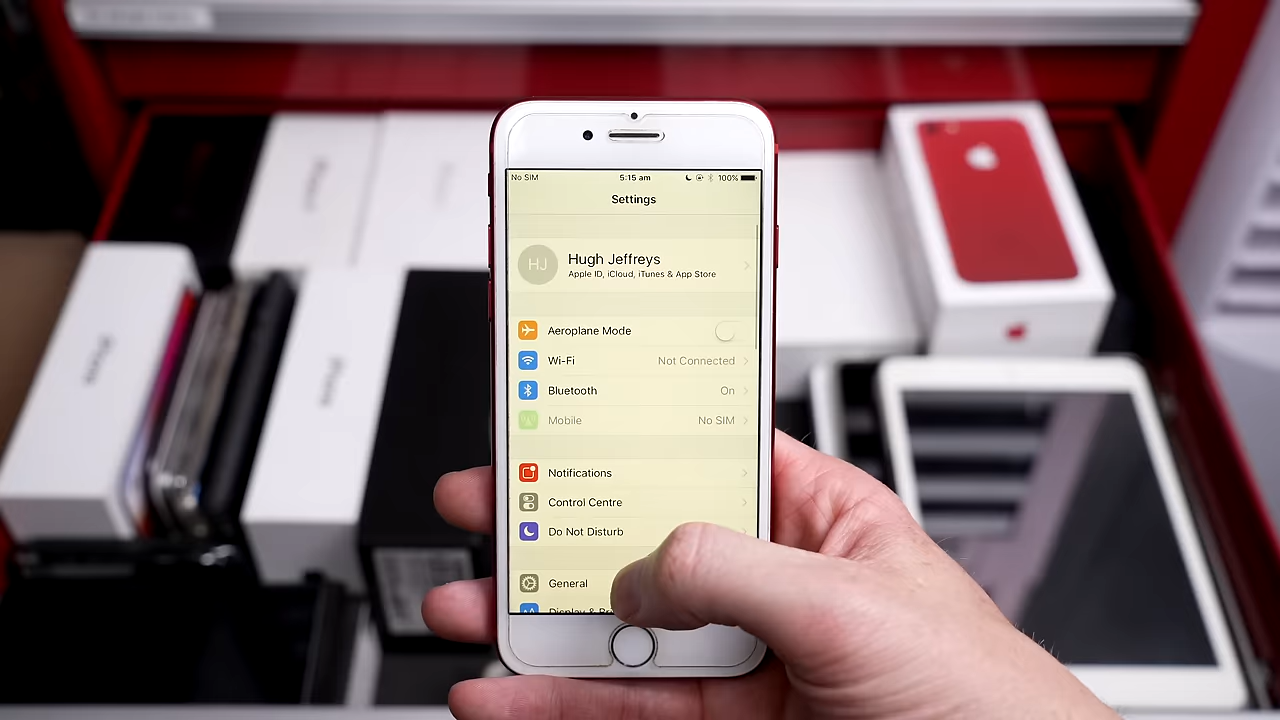 No SIM 5:15 am 100%
Settings
HJ
Hugh Jeffreys
Apple ID, iCloud, iTunes & App Store
Aeroplane Mode
Wi-Fi Not Connected
Bluetooth On
Mobile No SIM
Notifications
Control Centre
Do Not Disturb
General
Display &